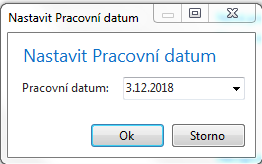 Nastavit Pracovní datum
Nastavit Pracovní datum
Pracovní datum: 3.12.2018
Ok Storno